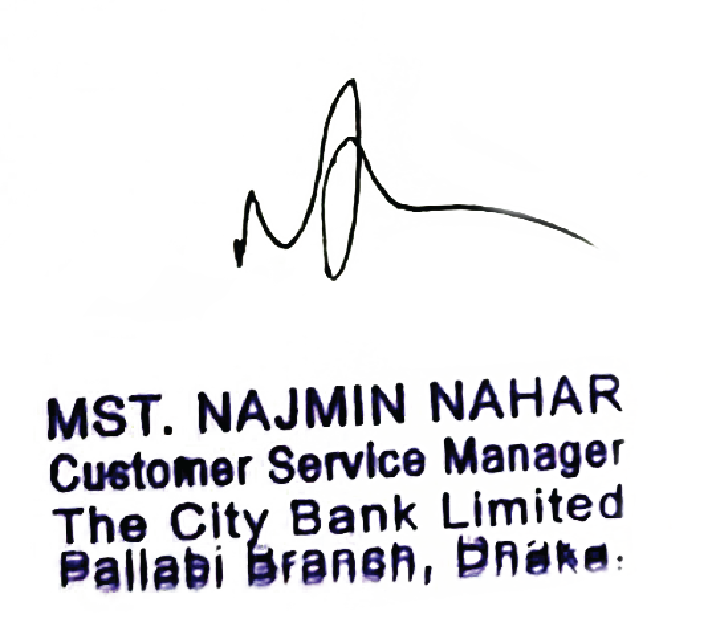 MST. NAJMIN NAHAR
Customer Service Manager
The City Bank Limited
Pallabi Branch, Dhaka.